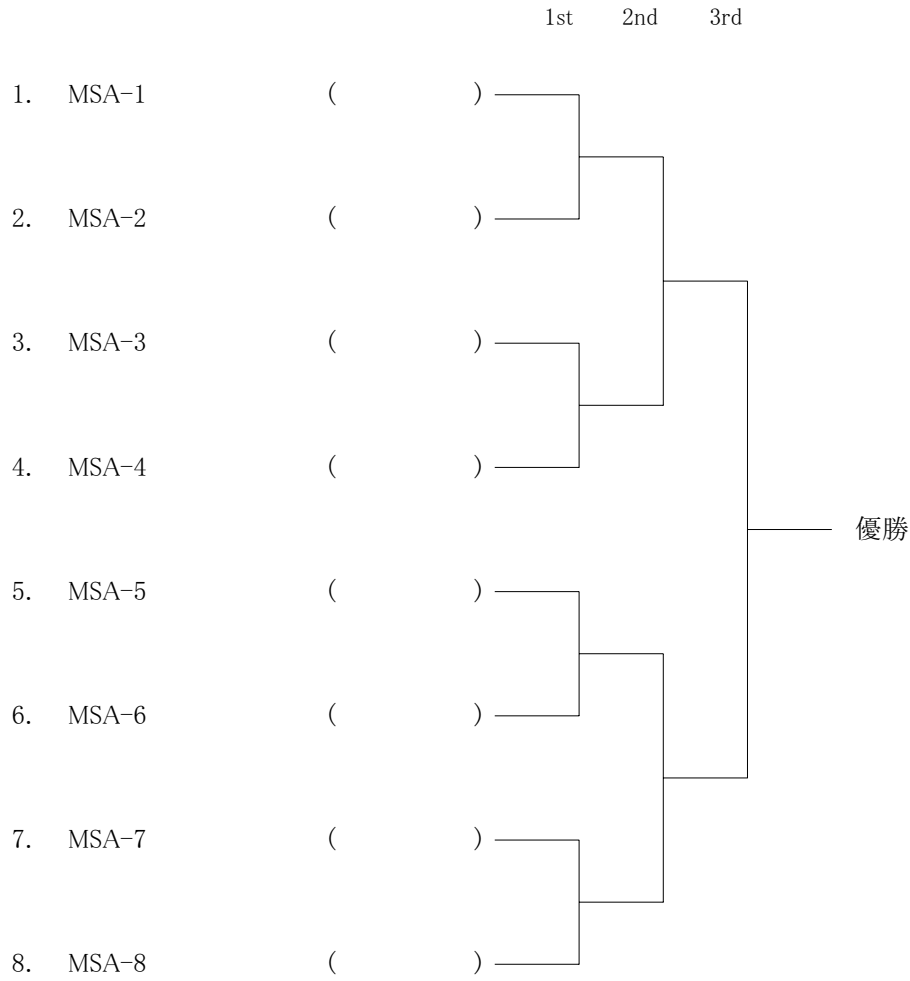 1st 2nd 3rd
1. MSA-1 ( )
2. MSA-2 ( )
3. MSA-3 ( )
4. MSA-4 ( )
優勝
5. MSA-5 ( )
6. MSA-6 ( )
7. MSA-7 ( )
8. MSA-8 ( )